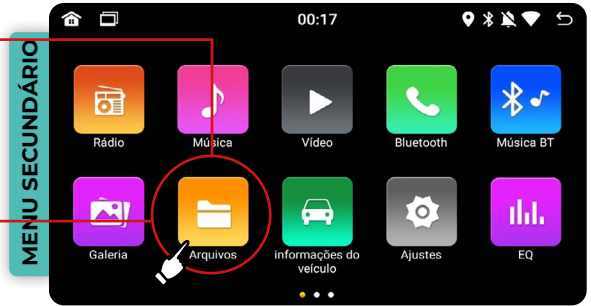 MENU SECUNDÁRIO
00:17
Rádio
Música
Vídeo
Bluetooth
Música BT
Galeria
Arquivos
informações do
veículo
Ajustes
EQ